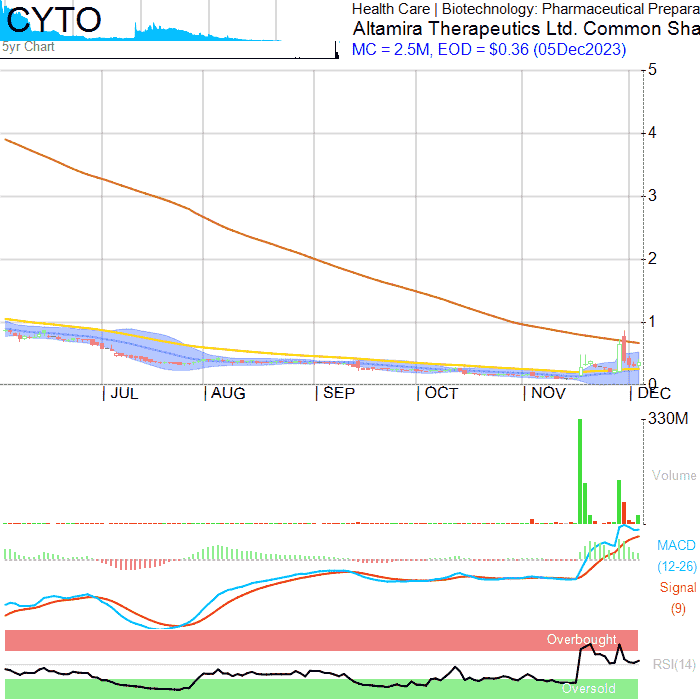 CYTO
5yr Chart
Health Care | Biotechnology: Pharmaceutical Prepara
Altamira Therapeutics Ltd. Common Sha
MC = 2.5M, EOD = $0.36 (05Dec2023)
5
4
3
2
1
0
JUL AUG SEP OCT NOV DEC
330M
Volume
MACD
(12-26)
Signal
(9)
Overbought
RSI(14)
Oversold